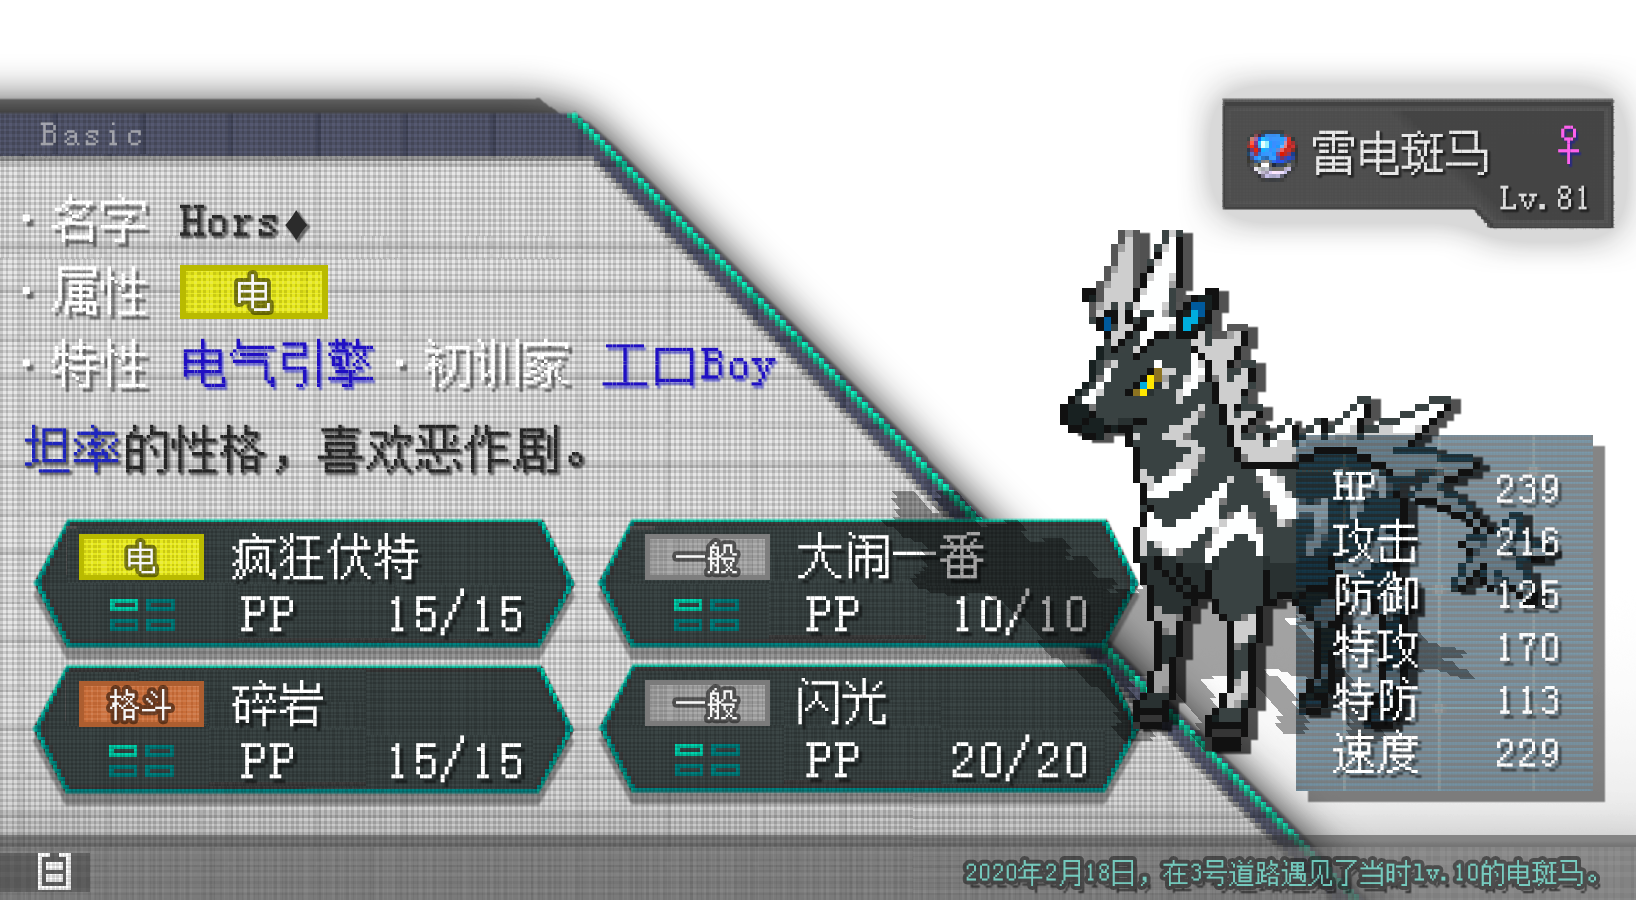 Basic
雷电斑马 ♀
Lv.81
·名字 Hors♦
·属性 电
·特性 电气引擎 ·初训家 工口Boy
坦率的性格，喜欢恶作剧。
电 疯狂伏特
PP 15/15
一般 大闹一番
PP 10/10
格斗 碎岩
PP 15/15
一般 闪光
PP 20/20
HP 239
攻击 216
防御 125
特攻 170
特防 113
速度 229
2020年2月18日，在3号道路遇见了当时lv.10的电斑马。